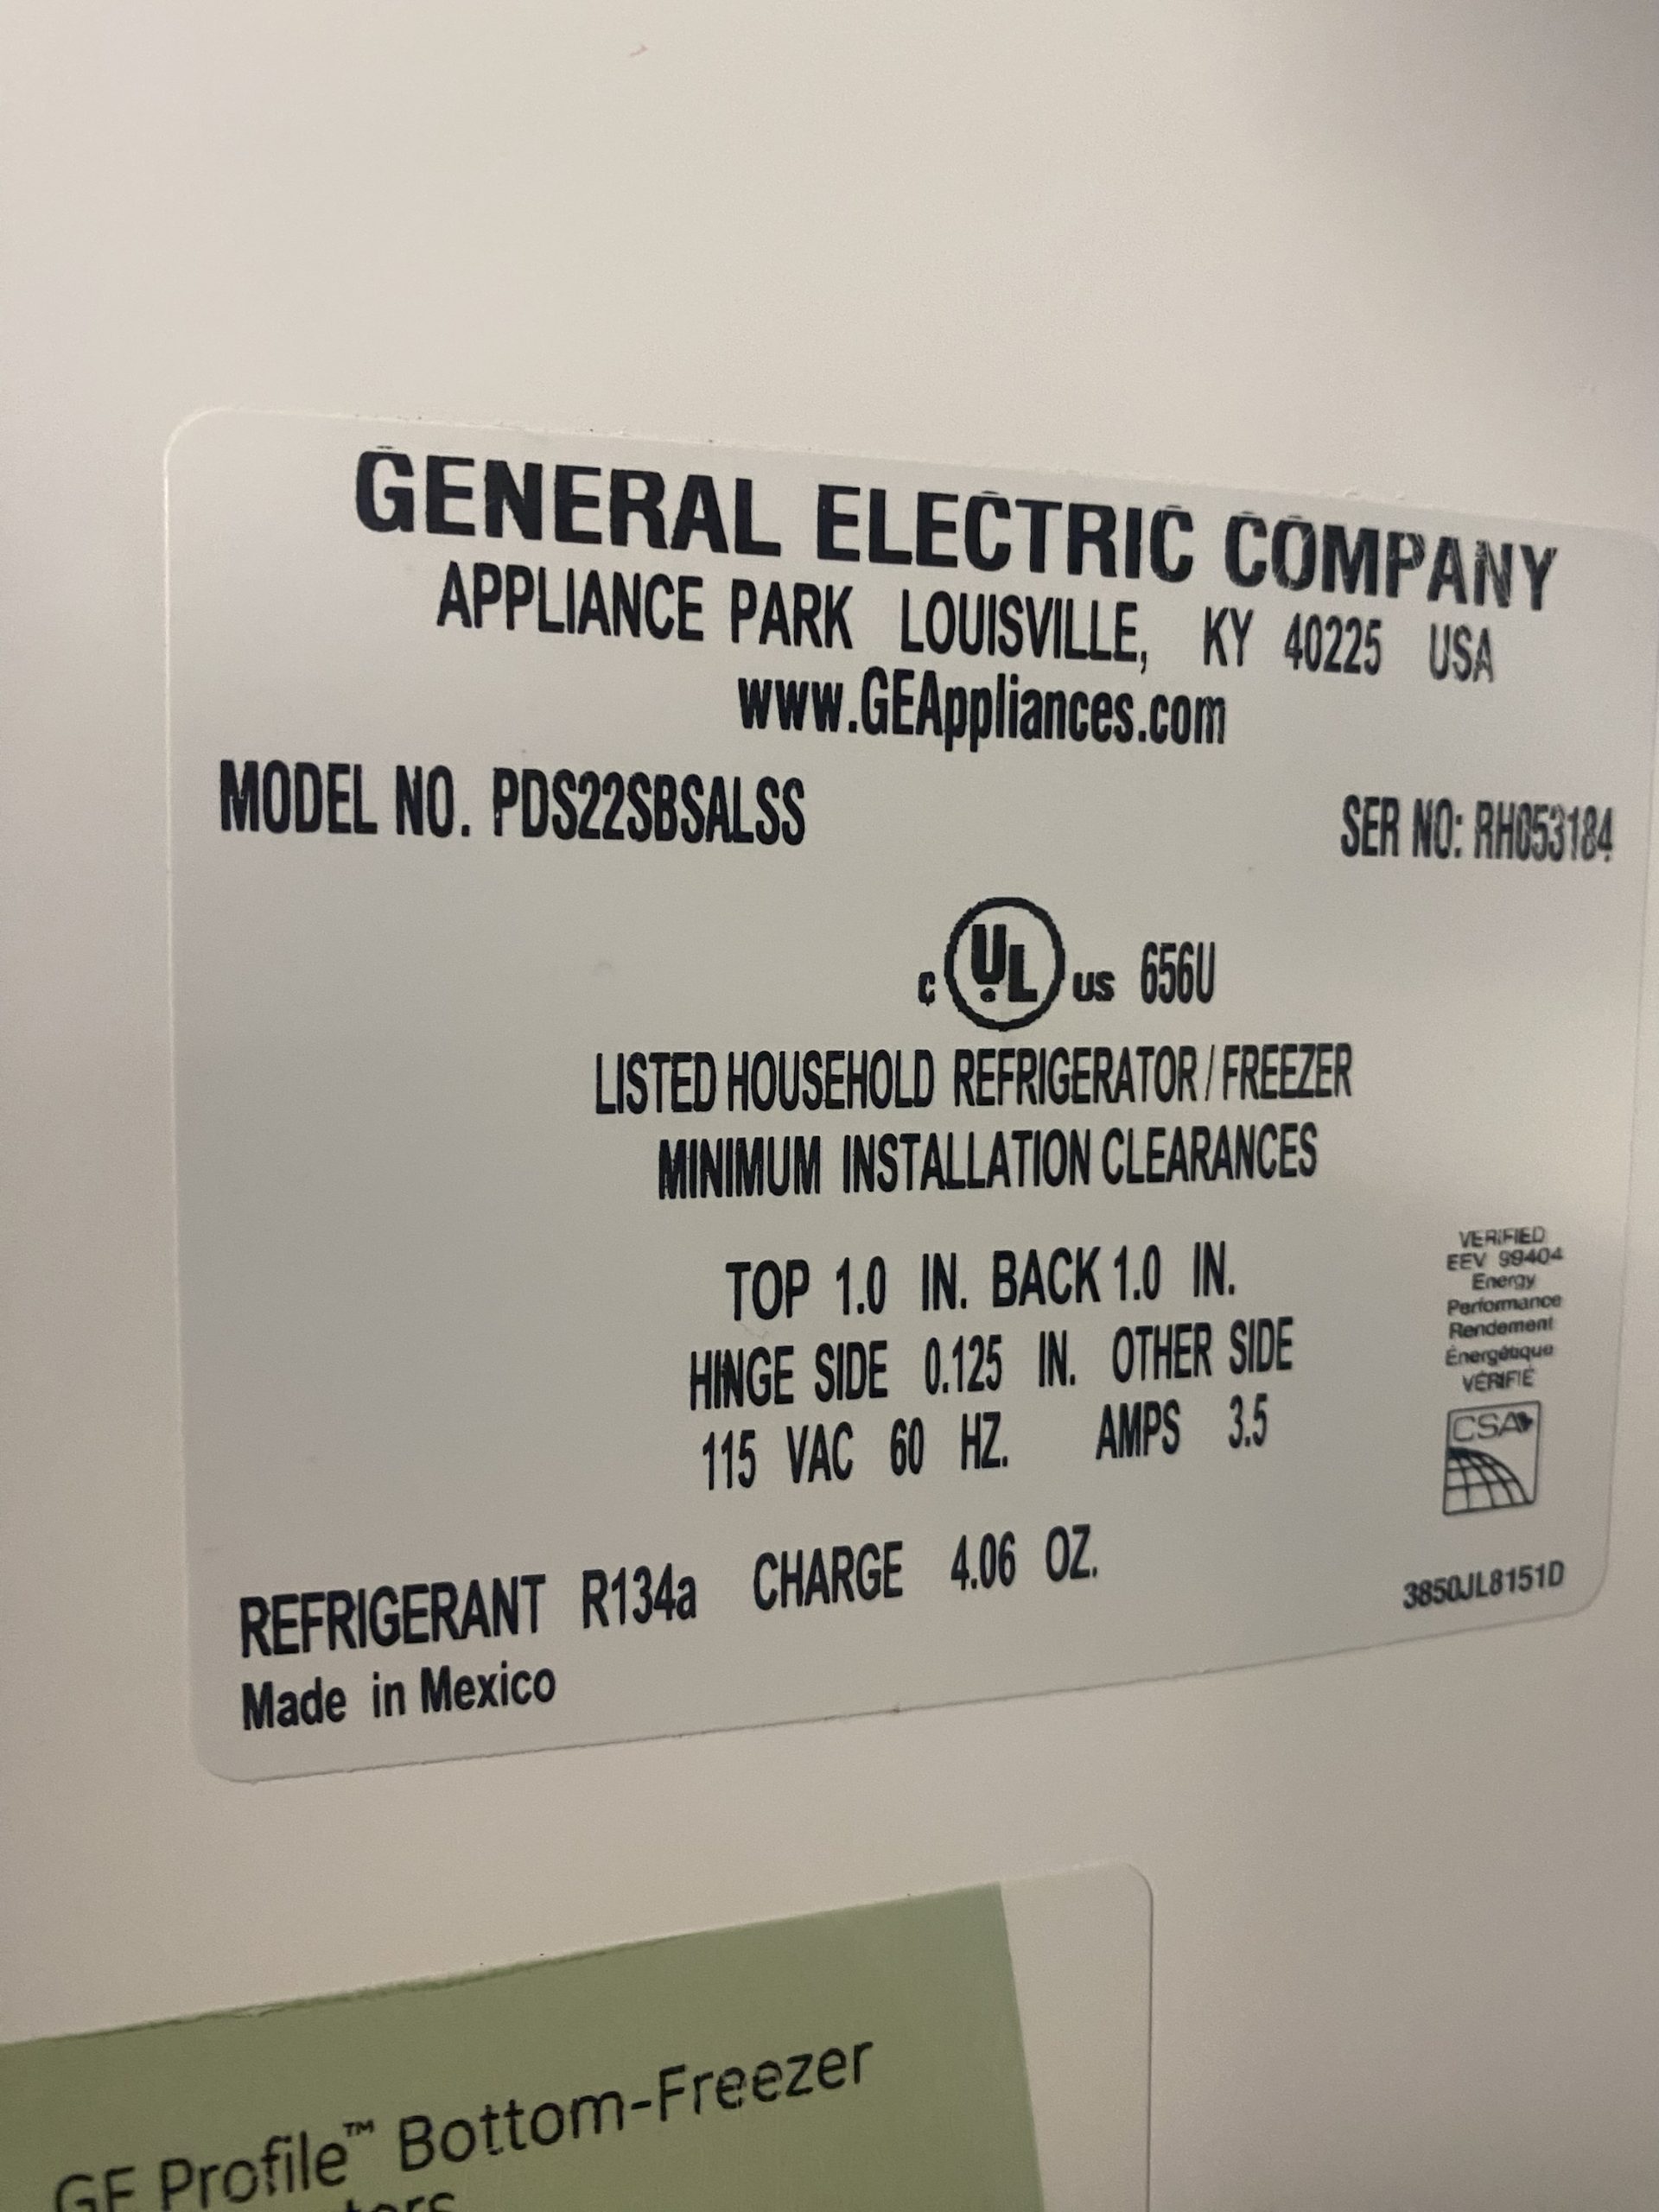 GENERAL ELECTRIC COMPANY
APPLIANCE PARK LOUISVILLE, KY 40225 USA
www.GEAppliances.com
MODEL NO. PDS22SBSALSS SER NO: RH053184
c UL US 656U
LISTED HOUSEHOLD REFRIGERATOR / FREEZER
MINIMUM INSTALLATION CLEARANCES
TOP 1.0 IN. BACK 1.0 IN.
HINGE SIDE 0.125 IN. OTHER SIDE
115 VAC 60 HZ. AMPS 3.5
VERIFIED
EEV 99404
Energy
Performance
Rendement
Énergétique
VÉRIFIÉ
CSA
REFRIGERANT R134a CHARGE 4.06 OZ.
3850JL8151D
Made in Mexico
GE Profile™ Bottom-Freezer